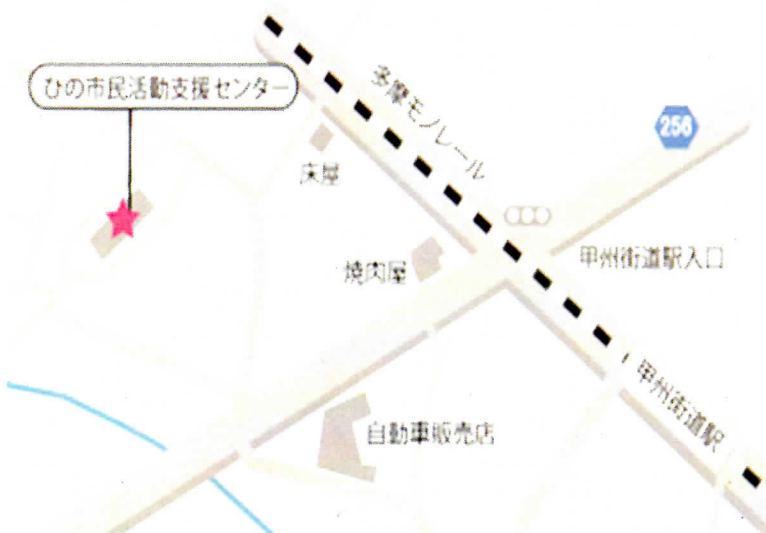 ひの市民活動支援センター
多摩モノレール
256
床屋
焼肉屋
甲州街道駅入口
甲州街道駅
自動車販売店